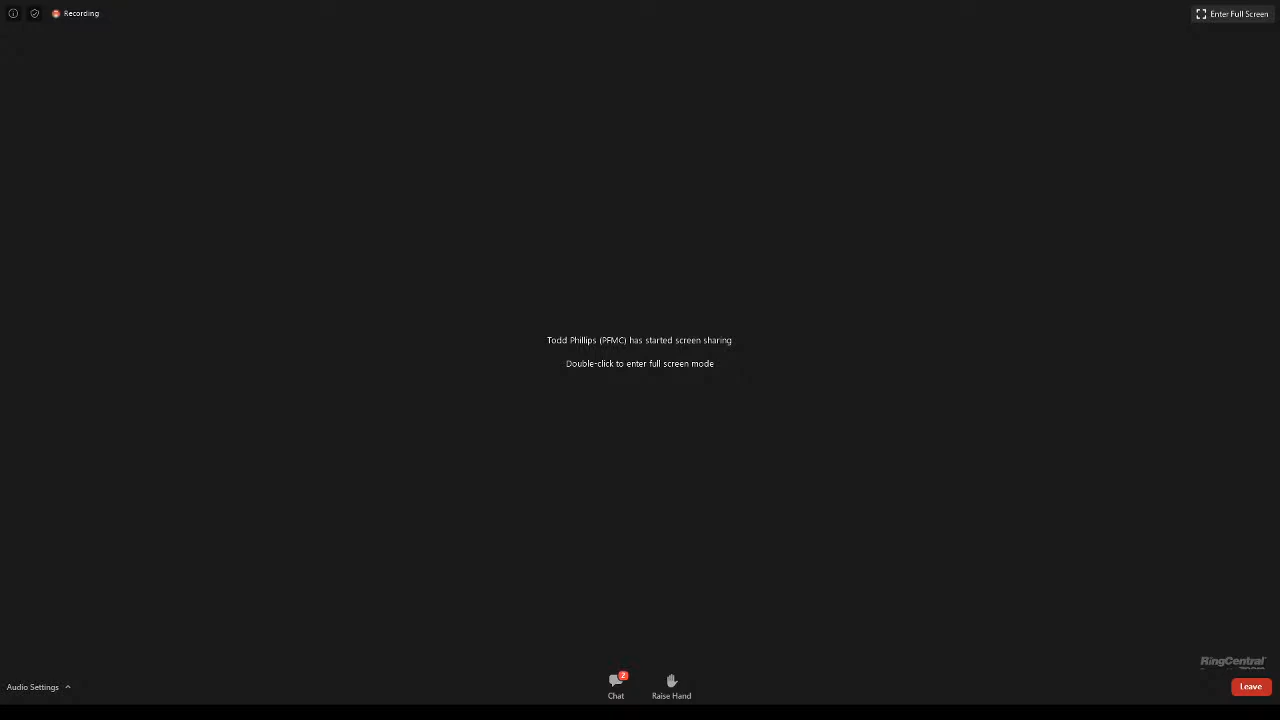 Recording
Enter Full Screen
Todd Phillips (PFMC) has started screen sharing
Double-click to enter full screen mode
RingCentral
Audio Settings
2
Chat
Raise Hand
Leave